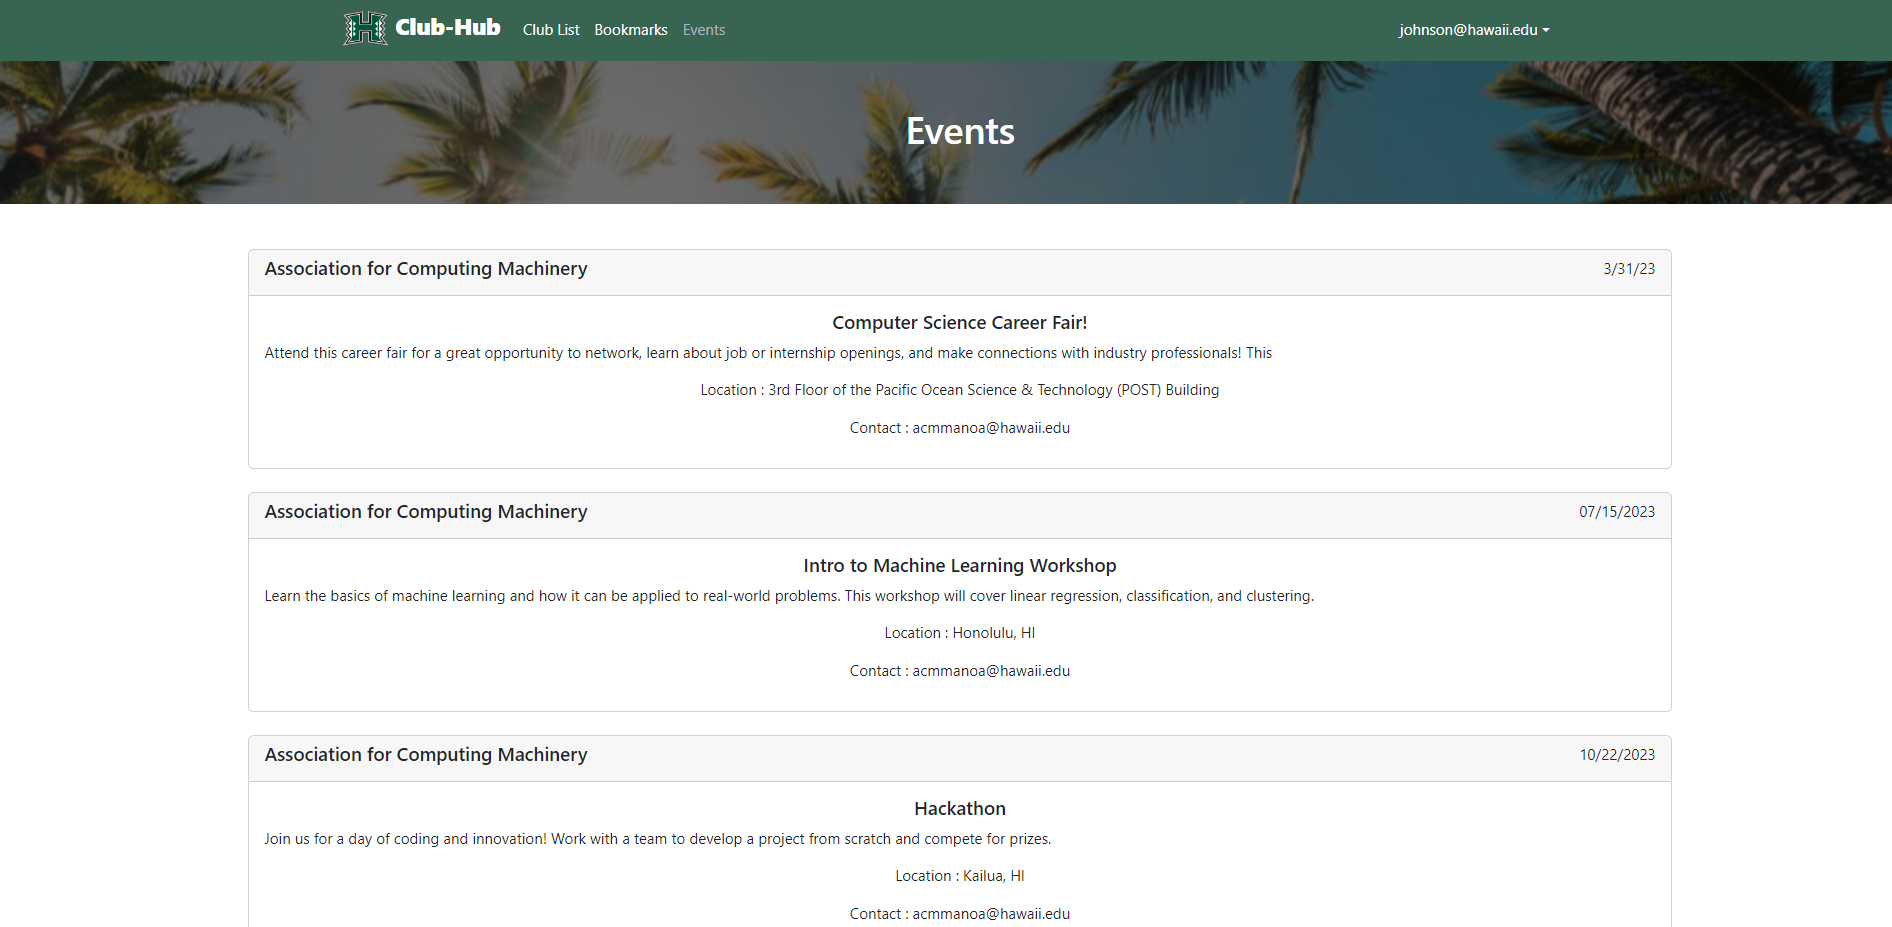 Club-Hub Club List Bookmarks Events johnson@hawaii.edu
Events
Association for Computing Machinery 3/31/23
Computer Science Career Fair!
Attend this career fair for a great opportunity to network, learn about job or internship openings, and make connections with industry professionals! This
Location : 3rd Floor of the Pacific Ocean Science & Technology (POST) Building
Contact : acmmanoa@hawaii.edu
Association for Computing Machinery 07/15/2023
Intro to Machine Learning Workshop
Learn the basics of machine learning and how it can be applied to real-world problems. This workshop will cover linear regression, classification, and clustering.
Location : Honolulu, HI
Contact : acmmanoa@hawaii.edu
Association for Computing Machinery 10/22/2023
Hackathon
Join us for a day of coding and innovation! Work with a team to develop a project from scratch and compete for prizes.
Location : Kailua, HI
Contact : acmmanoa@hawaii.edu